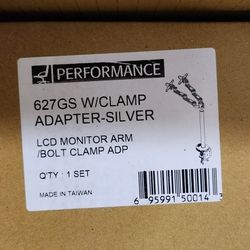 PERFORMANCE
627GS W/CLAMP
ADAPTER-SILVER
LCD MONITOR ARM
/BOLT CLAMP ADP
Q'TY : 1 SET
MADE IN TAIWAN
6 95991 50014